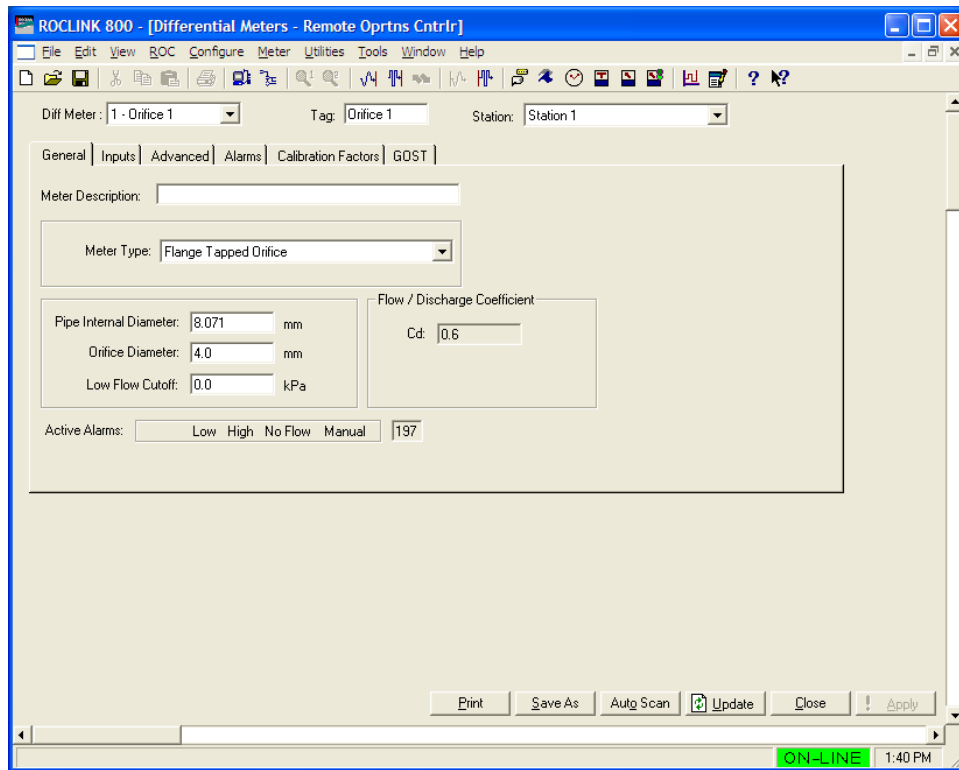 ROCLINK 800 - [Differential Meters - Remote Oprtns Cntrlr]
File Edit View ROC Configure Meter Utilities Tools Window Help
Diff Meter : 1 - Orifice 1 Tag: Orifice 1 Station: Station 1
General Inputs Advanced Alarms Calibration Factors GOST
Meter Description:
Meter Type: Flange Tapped Orifice
Flow / Discharge Coefficient
Pipe Internal Diameter: 8.071 mm
Cd: 0.6
Orifice Diameter: 4.0 mm
Low Flow Cutoff: 0.0 kPa
Active Alarms: Low High No Flow Manual 197
Print Save As Auto Scan Update Close ! Apply
ON-LINE 1:40 PM